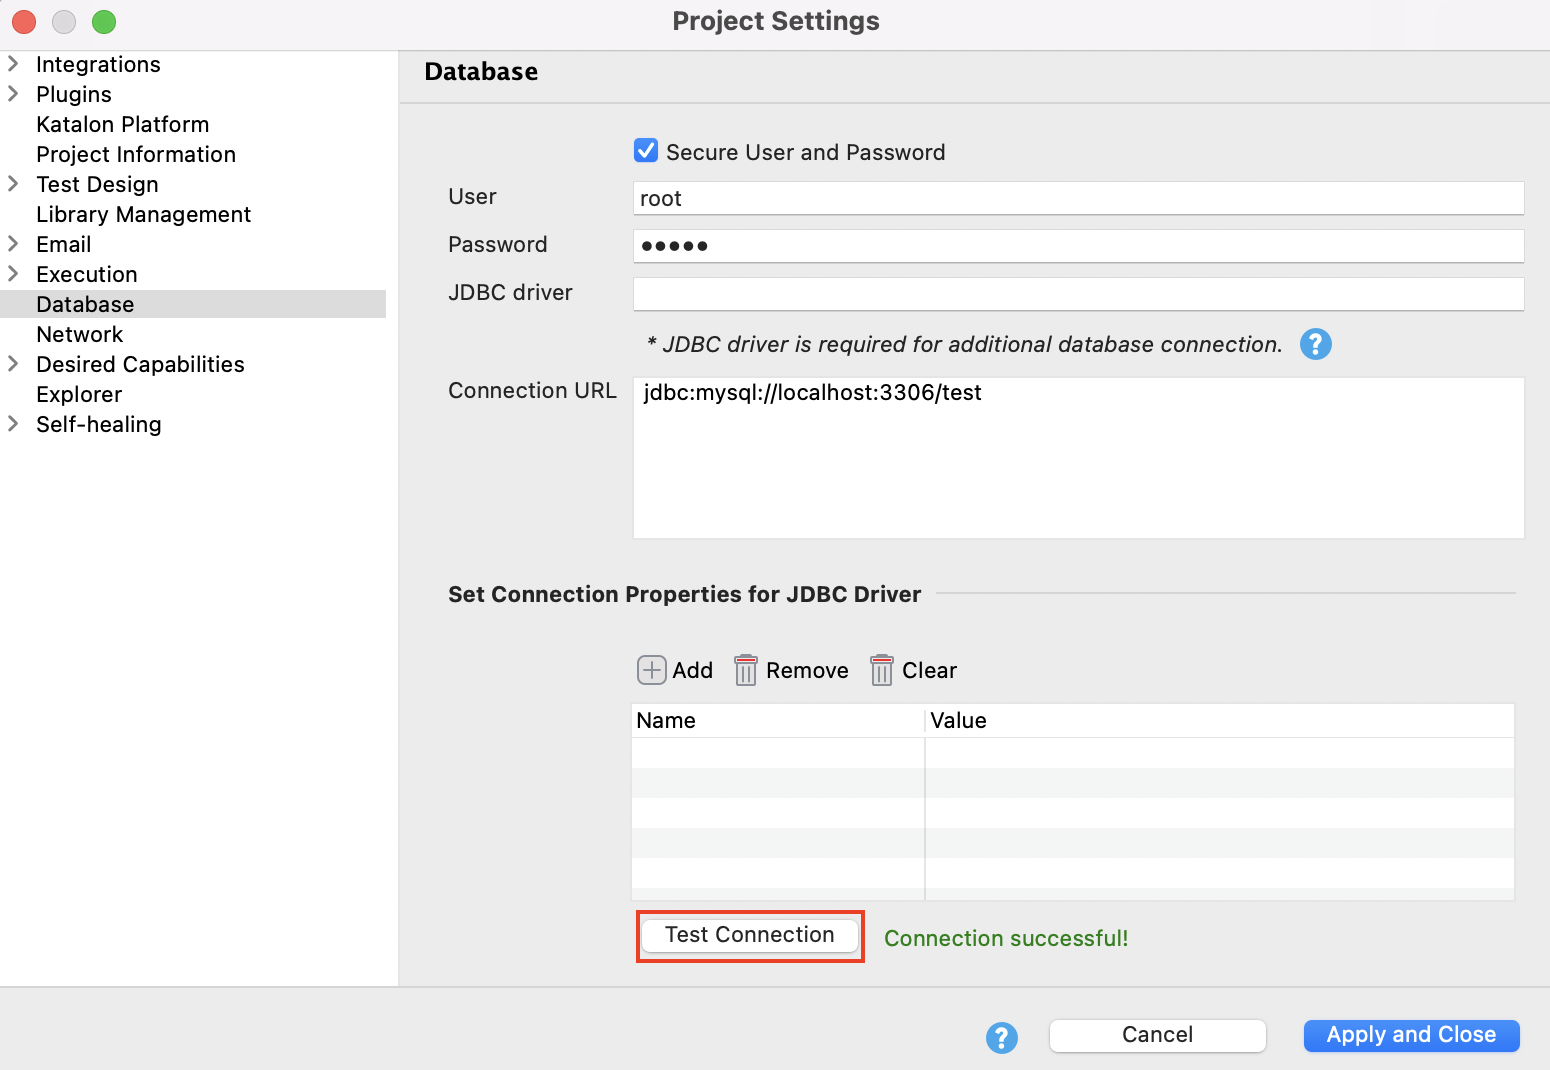 Project Settings
Integrations
Plugins
Katalon Platform
Project Information
Test Design
Library Management
Email
Execution
Database
Network
Desired Capabilities
Explorer
Self-healing
Database
Secure User and Password
User
root
Password
●●●●●
JDBC driver
* JDBC driver is required for additional database connection. ?
Connection URL
jdbc:mysql://localhost:3306/test
Set Connection Properties for JDBC Driver
Add Remove Clear
Name Value
Test Connection Connection successful!
? Cancel Apply and Close